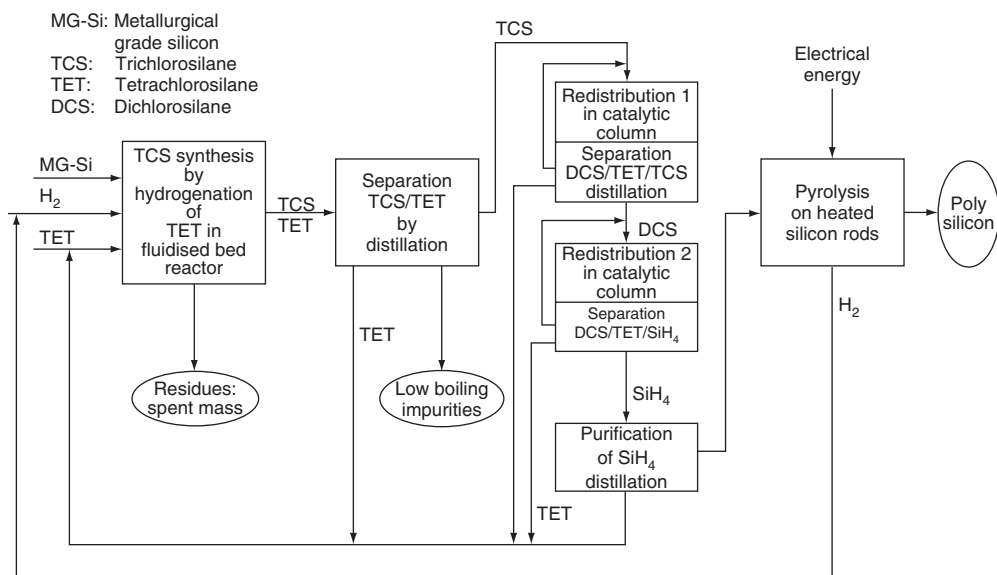 MG-Si: Metallurgical
grade silicon
TCS: Trichlorosilane
TET: Tetrachlorosilane
DCS: Dichlorosilane
MG-Si
H₂
TET
TCS synthesis
by
hydrogenation
of
TET in
fluidised bed
reactor
Residues:
spent mass
TCS
TET
Separation
TCS/TET
by
distillation
TET
Low boiling
impurities
TCS
Redistribution 1
in catalytic
column
Separation
DCS/TET/TCS
distillation
DCS
Redistribution 2
in catalytic
column
Separation
DCS/TET/SiH₄
SiH₄
Purification
of SiH₄
distillation
TET
Electrical
energy
Pyrolysis
on heated
silicon rods
Poly
silicon
H₂